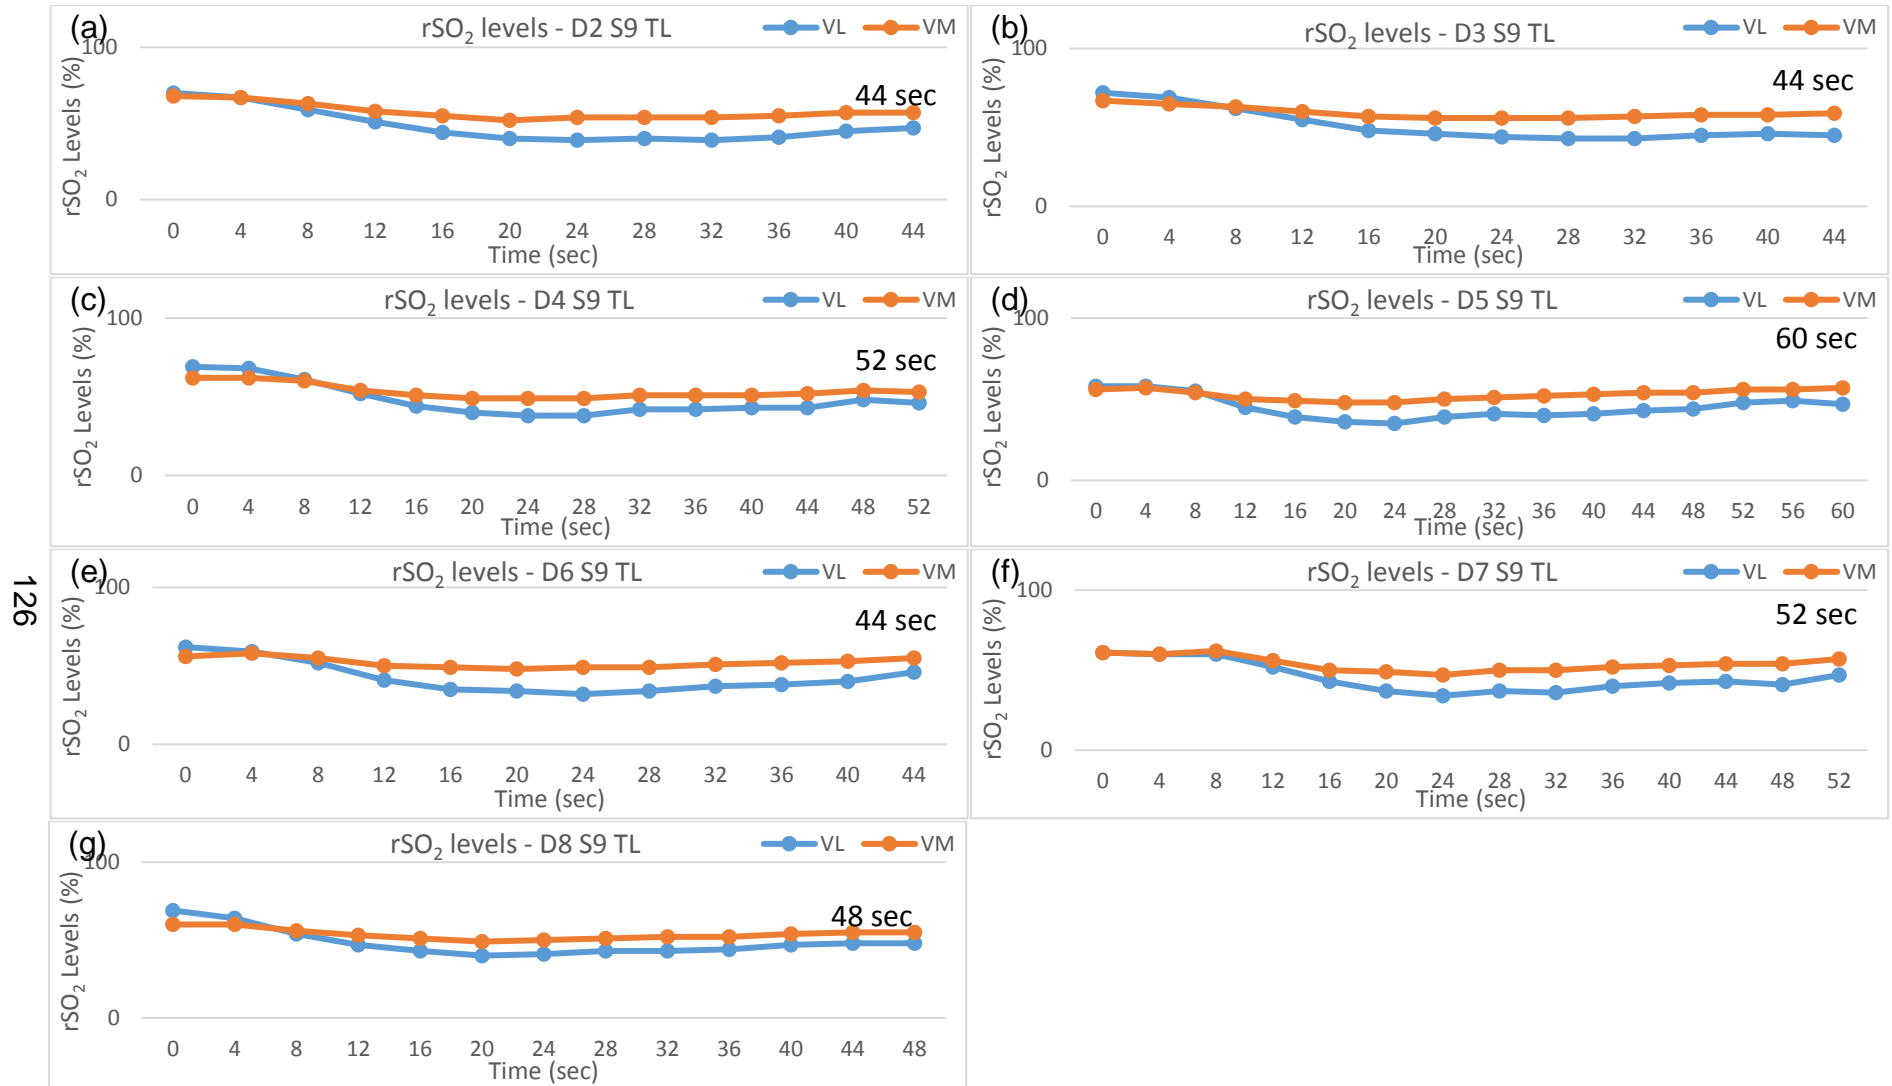 126
(a)
rSO2 levels - D2 S9 TL
VL VM
100
44 sec
rSO2 Levels (%)
0
0 4 8 12 16 20 24 28 32 36 40 44
Time (sec)
(b)
rSO2 levels - D3 S9 TL
VL VM
100
44 sec
rSO2 Levels (%)
0
0 4 8 12 16 20 24 28 32 36 40 44
Time (sec)
(c)
rSO2 levels - D4 S9 TL
VL VM
100
52 sec
rSO2 Levels (%)
0
0 4 8 12 16 20 24 28 32 36 40 44 48 52
Time (sec)
(d)
rSO2 levels - D5 S9 TL
VL VM
100
60 sec
rSO2 Levels (%)
0
0 4 8 12 16 20 24 28 32 36 40 44 48 52 56 60
Time (sec)
(e)
rSO2 levels - D6 S9 TL
VL VM
100
44 sec
rSO2 Levels (%)
0
0 4 8 12 16 20 24 28 32 36 40 44
Time (sec)
(f)
rSO2 levels - D7 S9 TL
VL VM
100
52 sec
rSO2 Levels (%)
0
0 4 8 12 16 20 24 28 32 36 40 44 48 52
Time (sec)
(g)
rSO2 levels - D8 S9 TL
VL VM
100
48 sec
rSO2 Levels (%)
0
0 4 8 12 16 20 24 28 32 36 40 44 48
Time (sec)